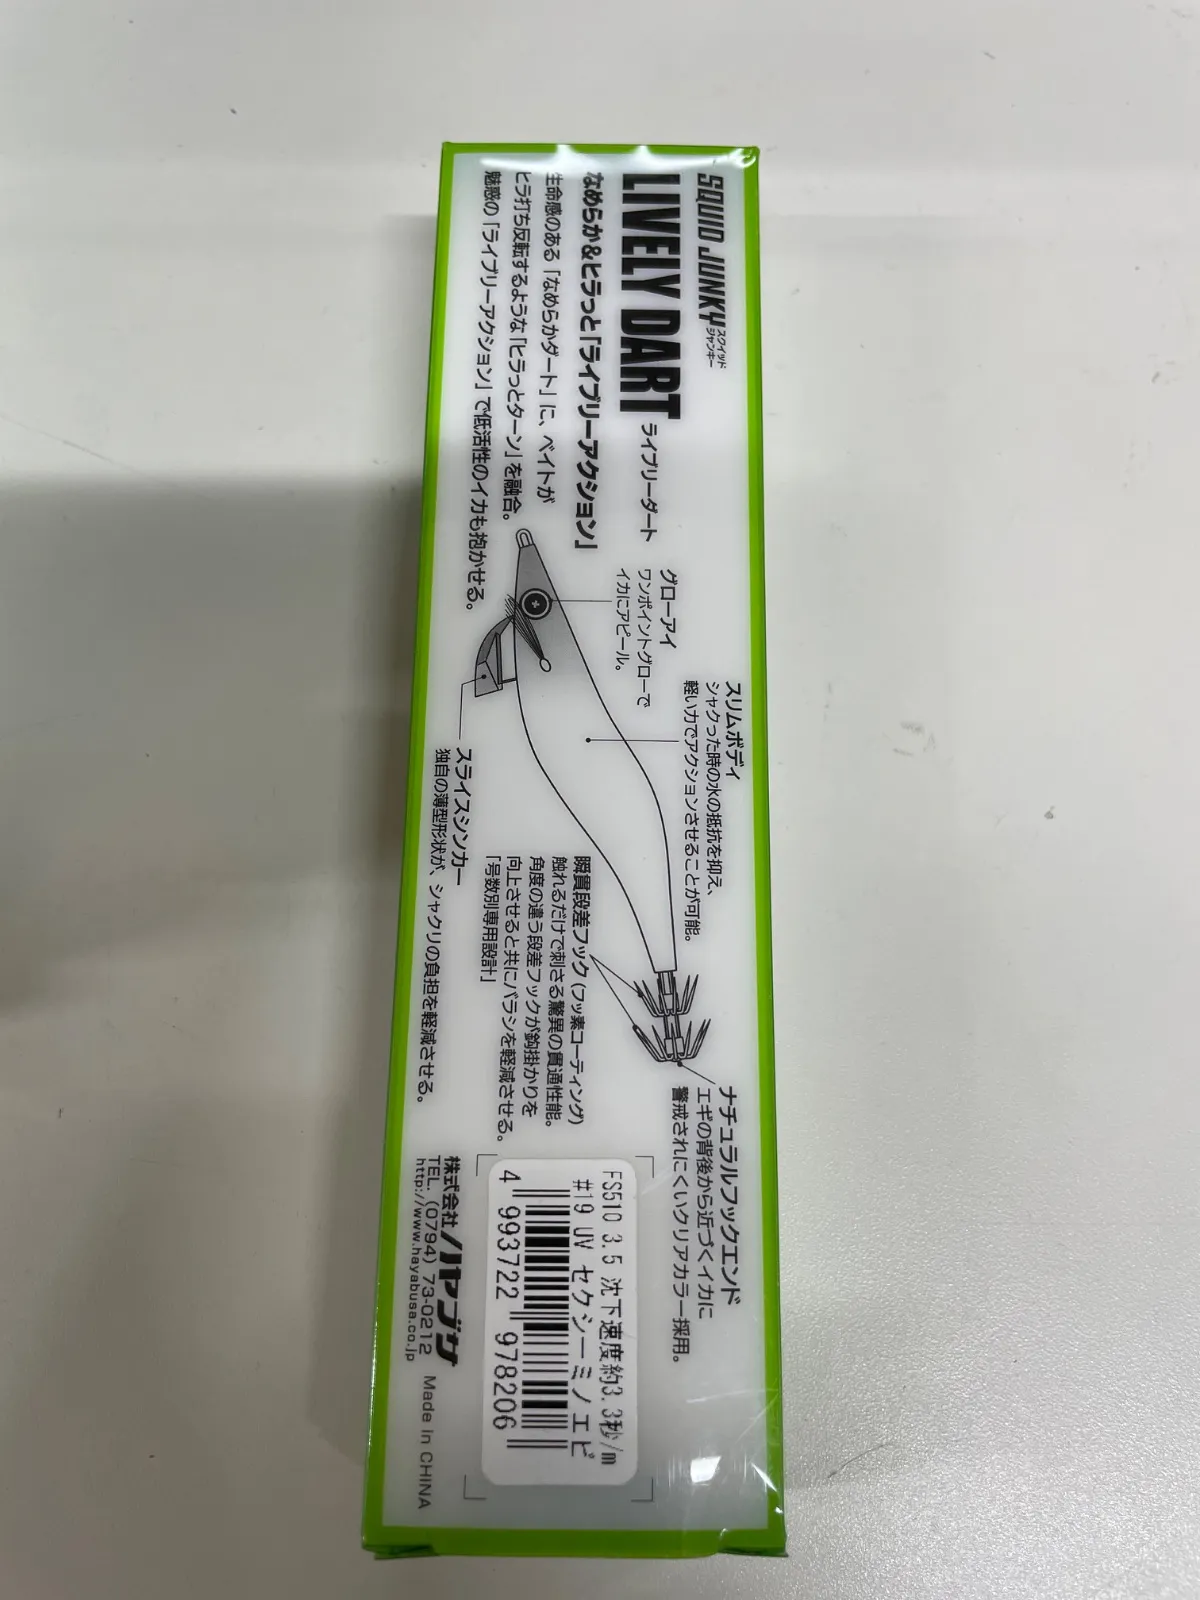 SQUID JUNKY
スクイッド
ジャンキー
LIVELY DART ライブリーダート
なめらか&ヒラっと「ライブリーアクション」
生命感のある「なめらかダート」に、ベイトが
ヒラ打ち反転するような「ヒラっとターン」を融合。
魅惑の「ライブリーアクション」で低活性のイカも抱かせる。
グローアイ
ワンポイントグローで
イカにアピール。
スリムボディ
シャクった時の水の抵抗を抑え、
軽い力でアクションさせることが可能。
スライスシンカー
独自の薄型形状が、シャクリの負担を軽減させる。
瞬貫段差フック(フッ素コーティング)
触れるだけで刺さる驚異の貫通性能。
角度の違う段差フックが鈎掛かりを
向上させると共にバラシを軽減させる。
「号数別専用設計」
ナチュラルフックエンド
エギの背後から近づくイカに
警戒されにくいクリアカラー採用。
FS510 3.5 沈下速度約3.3秒/m
#19 UV セクシーミノエビ
4 993722 978206
株式会社ハヤブサ
TEL. (0794) 73-0212
http://www.hayabusa.co.jp
Made in CHINA